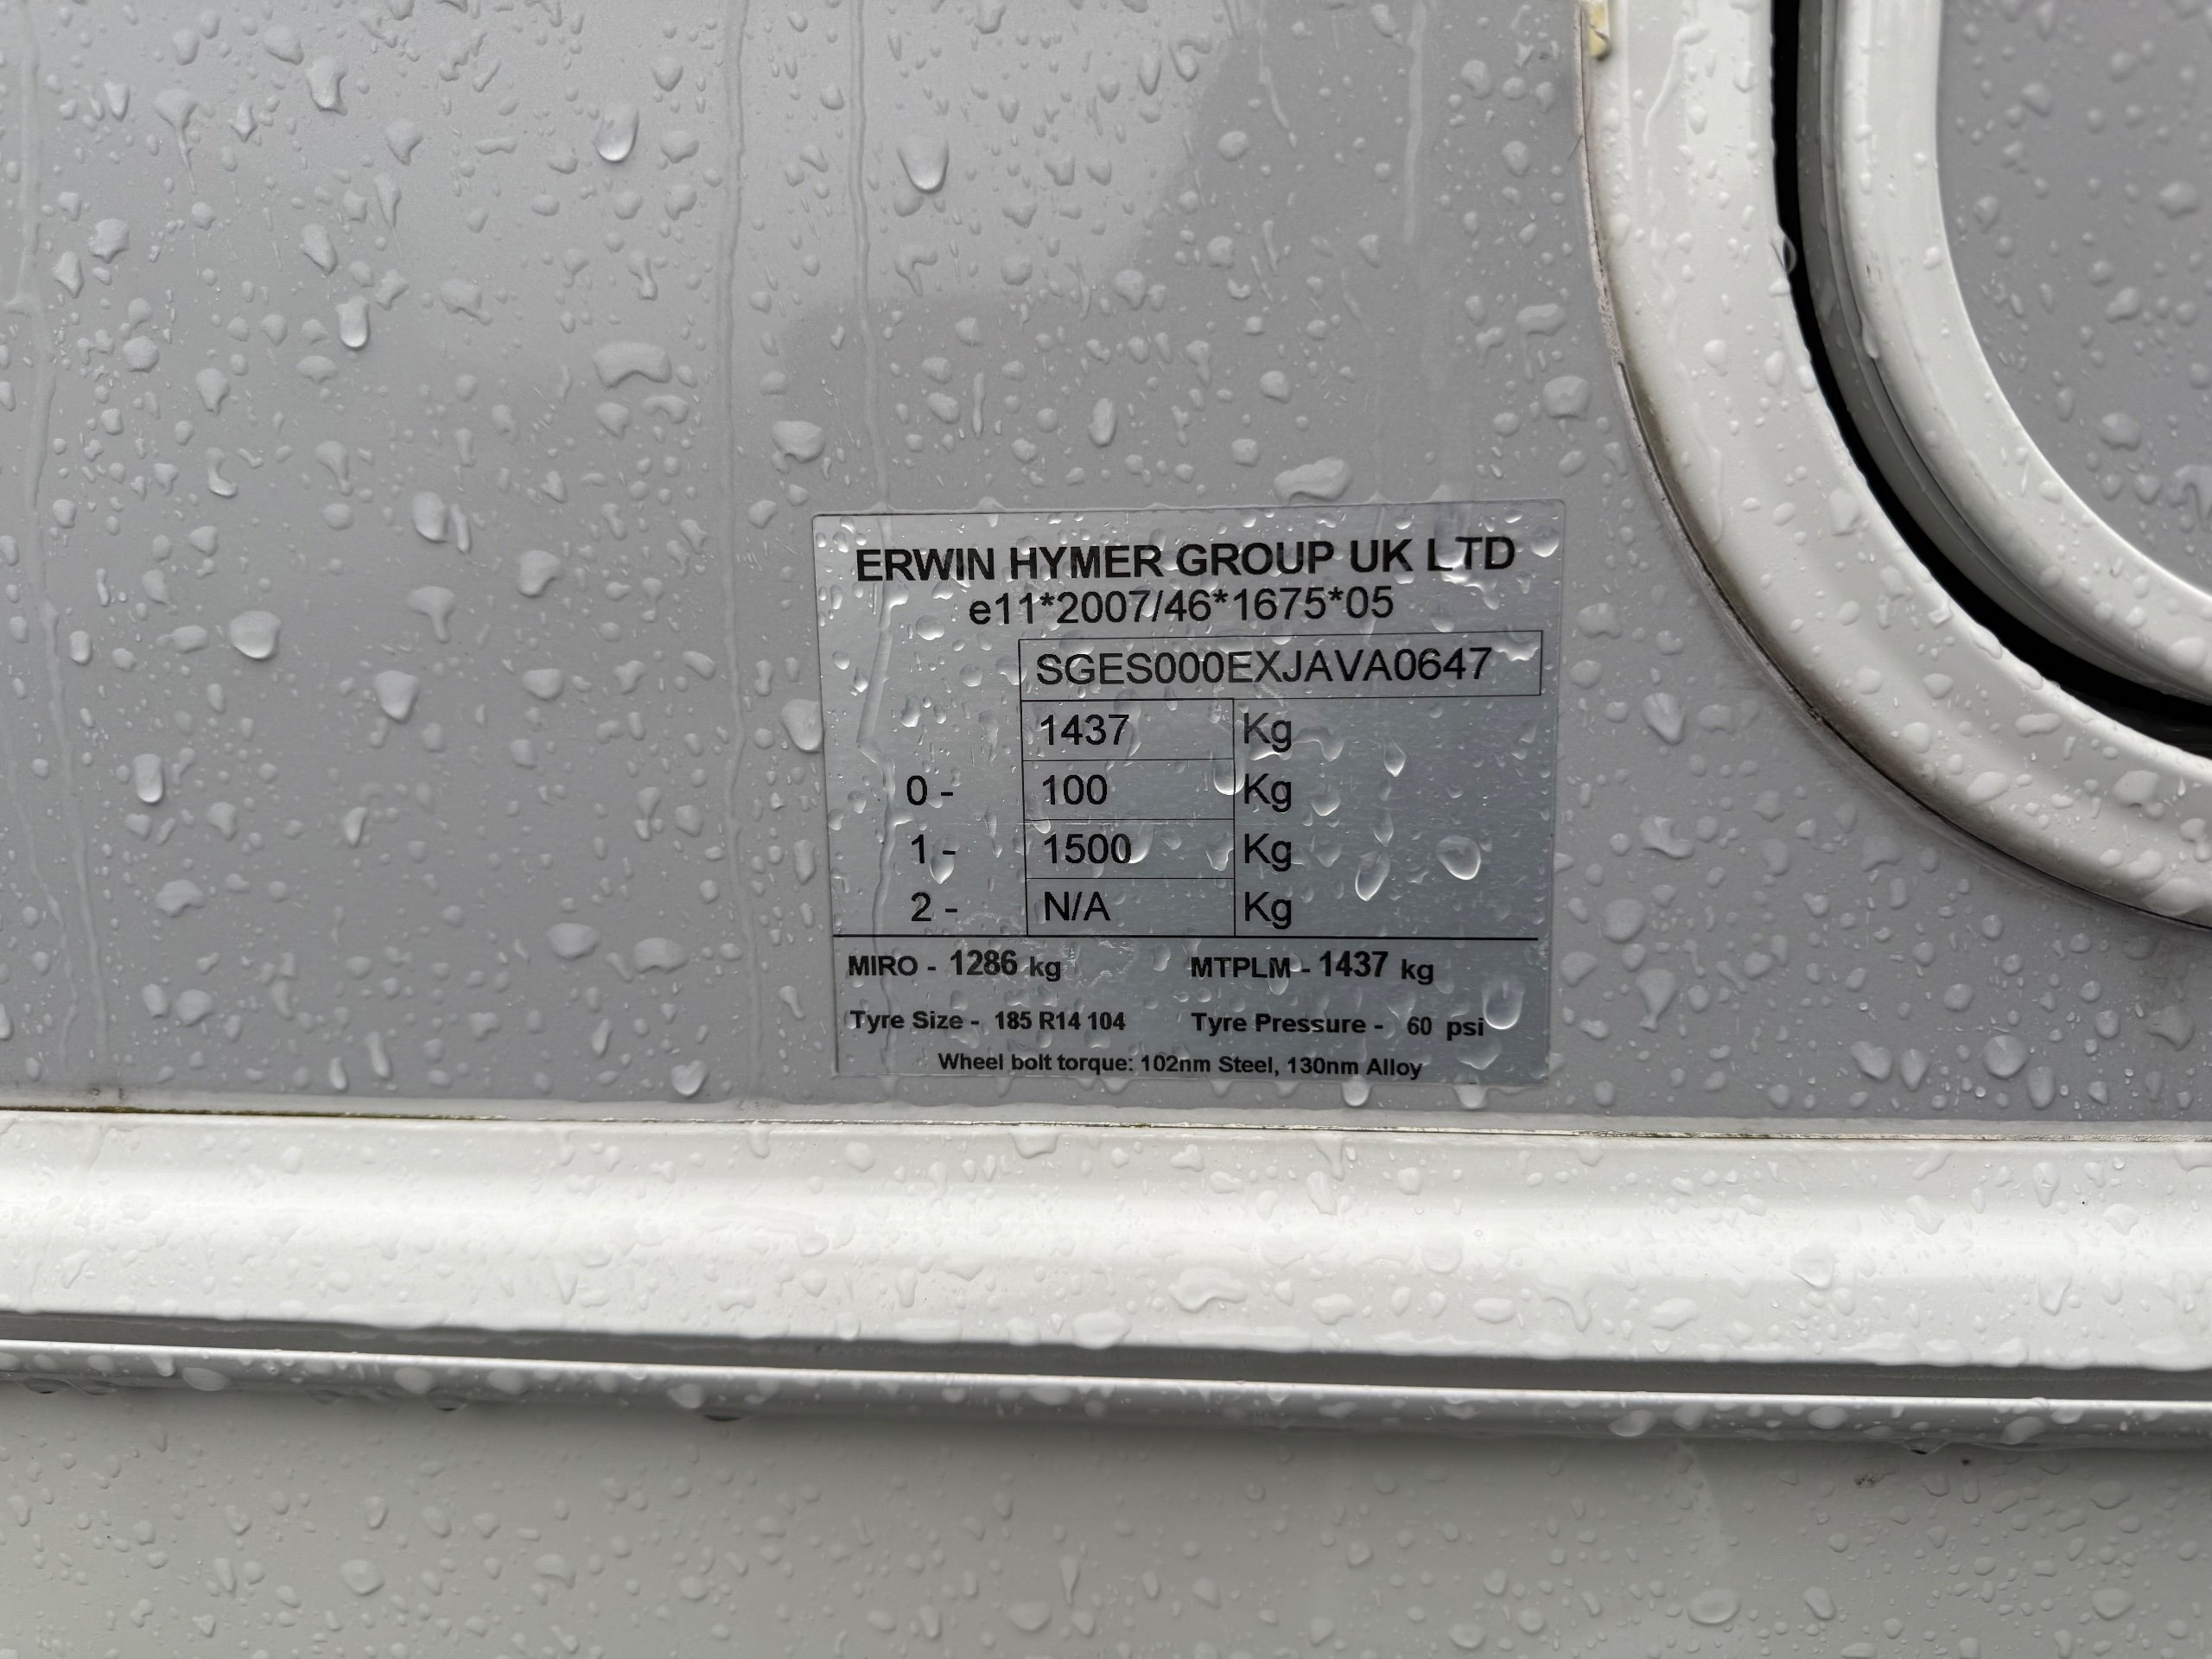 ERWIN HYMER GROUP UK LTD
e11*2007/46*1675*05
SGES000EXJAVA0647
1437 Kg
0 - 100 Kg
1 - 1500 Kg
2 - N/A Kg
MIRO - 1286 kg MTPLM - 1437 kg
Tyre Size - 185 R14 104 Tyre Pressure - 60 psi
Wheel bolt torque: 102nm Steel, 130nm Alloy